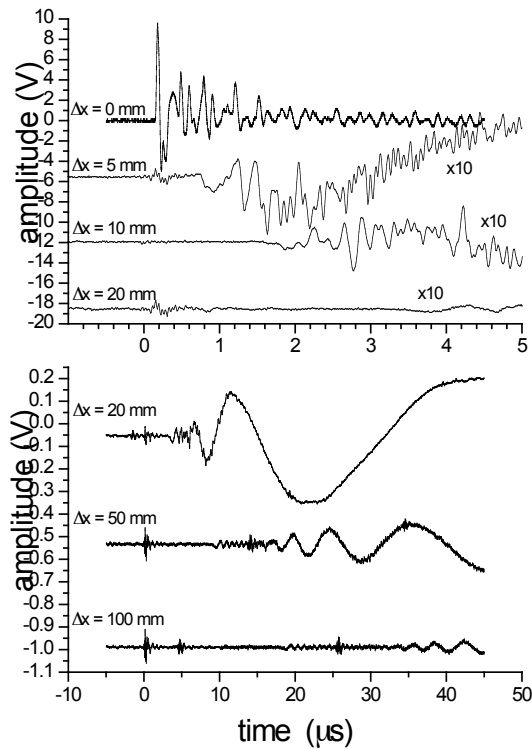 10
8
6
4
2
0
-2
-4
-6
-8
-10
-12
-14
-16
-18
-20
amplitude (V)
Δx = 0 mm
Δx = 5 mm
x10
Δx = 10 mm
x10
Δx = 20 mm
x10
0 1 2 3 4 5
0.2
0.1
0.0
0.1
0.2
0.3
0.4
-0.5
-0.6
-0.7
-0.8
-0.9
-1.0
-1.1
amplitude (V)
Δx = 20 mm
Δx = 50 mm
Δx = 100 mm
-10 0 10 20 30 40 50
time (μs)